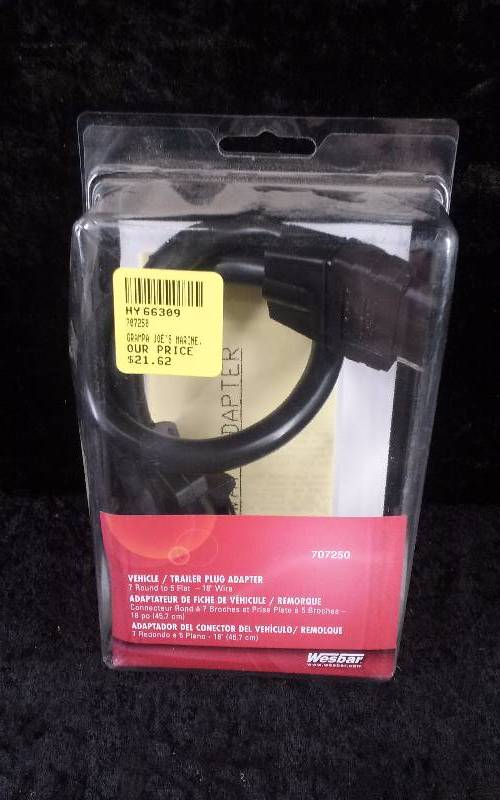 HY66309
707250
GRAMPA JOE'S MARINE.
OUR PRICE
$21.62
ADAPTER
707250
VEHICLE / TRAILER PLUG ADAPTER
7 Round to 5 Flat – 18" Wire
ADAPTATEUR DE FICHE DE VÉHICULE / REMORQUE
Connecteur Rond à 7 Broches et Prise Plate à 5 Broches –
18 po (45,7 cm)
ADAPTADOR DEL CONECTOR DEL VEHÍCULO/ REMOLQUE
7 Redondo a 5 Plano - 18" (45,7 cm)
Wesbar
www.wesbar.com